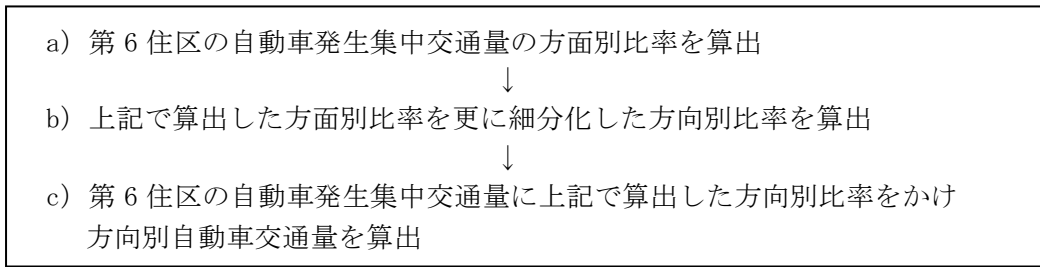 a) 第 6 住区の自動車発生集中交通量の方面別比率を算出
↓
b) 上記で算出した方面別比率を更に細分化した方向別比率を算出
↓
c) 第 6 住区の自動車発生集中交通量に上記で算出した方向別比率をかけ
方向別自動車交通量を算出